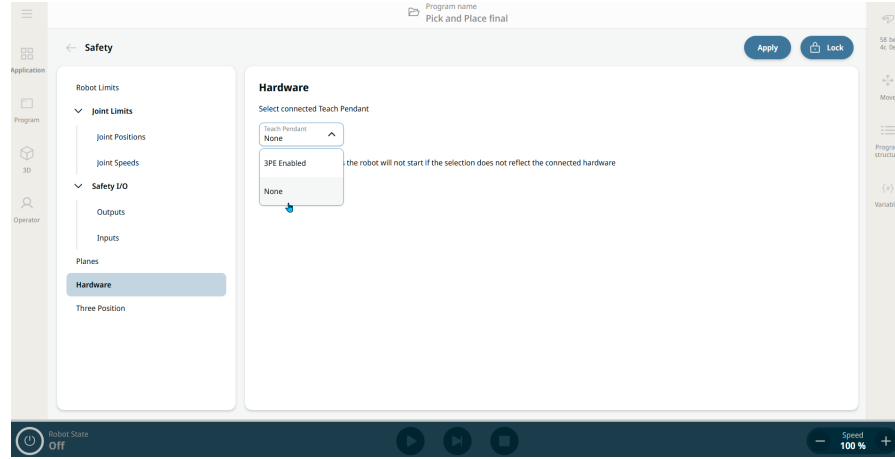 Program name
Pick and Place final
Safety
Apply
Lock
Application
Program
3D
Operator
Robot Limits
Joint Limits
Joint Positions
Joint Speeds
Safety I/O
Outputs
Inputs
Planes
Hardware
Three Position
Hardware
Select connected Teach Pendant
Teach Pendant
None
3PE Enabled
the robot will not start if the selection does not reflect the connected hardware
None
58
4c
Move
Variabl
Robot State
Off
Speed
100 %